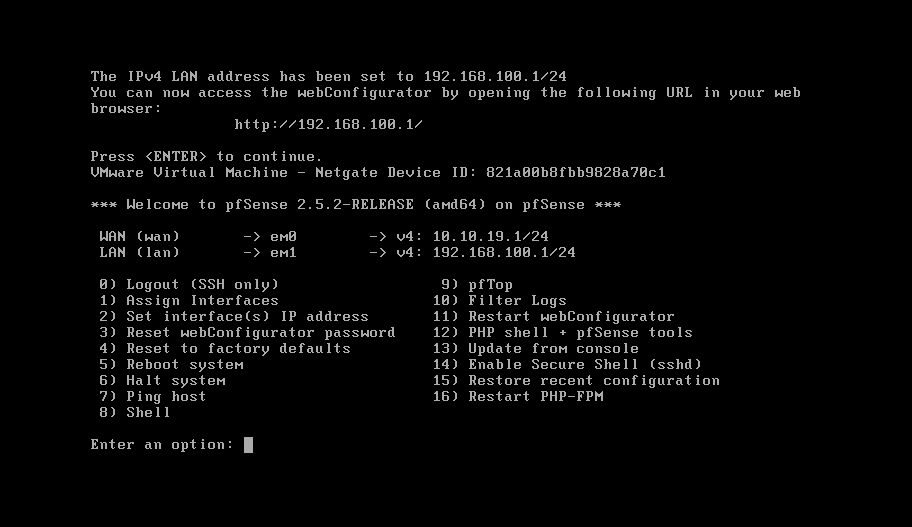 The IPv4 LAN address has been set to 192.168.100.1/24
You can now access the webConfigurator by opening the following URL in your web
browser:
                http://192.168.100.1/

Press <ENTER> to continue.
VMware Virtual Machine - Netgate Device ID: 821a00b8fbb9828a70c1

*** Welcome to pfSense 2.5.2-RELEASE (amd64) on pfSense ***

 WAN (wan)       -> em0        -> v4: 10.10.19.1/24
 LAN (lan)       -> em1        -> v4: 192.168.100.1/24

 0) Logout (SSH only)                  9) pfTop
 1) Assign Interfaces                 10) Filter Logs
 2) Set interface(s) IP address       11) Restart webConfigurator
 3) Reset webConfigurator password    12) PHP shell + pfSense tools
 4) Reset to factory defaults         13) Update from console
 5) Reboot system                     14) Enable Secure Shell (sshd)
 6) Halt system                       15) Restore recent configuration
 7) Ping host                         16) Restart PHP-FPM
 8) Shell

Enter an option: